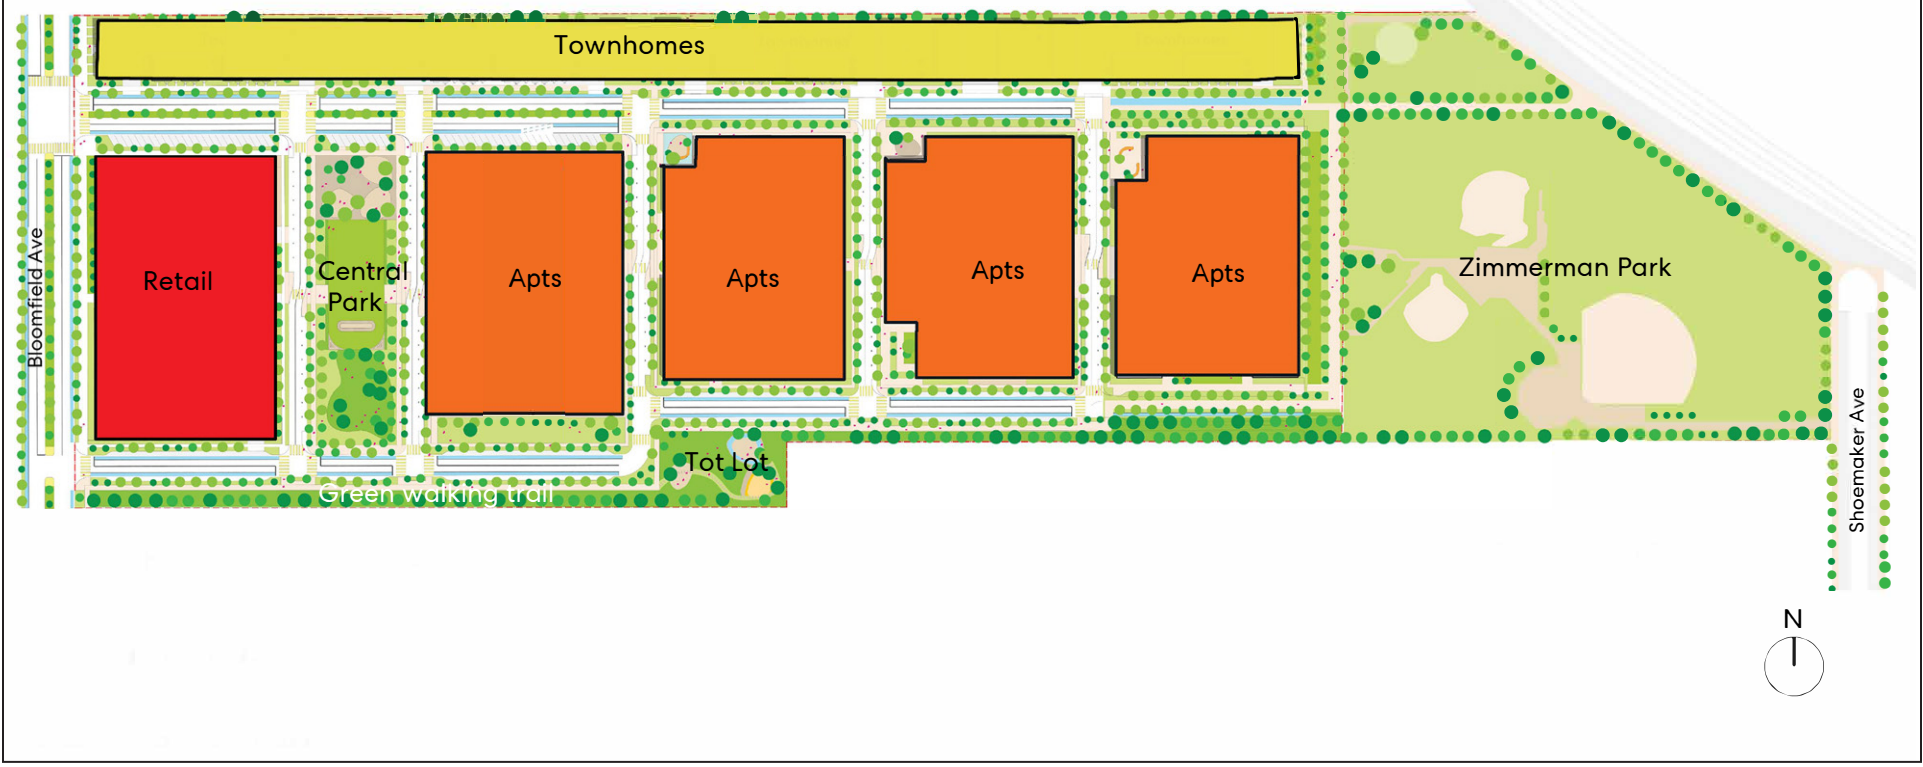 Townhomes
Bloomfield Ave
Retail
Central
Park
Apts
Apts
Apts
Apts
Zimmerman Park
Tot Lot
Green walking trail
Shoemaker Ave
N